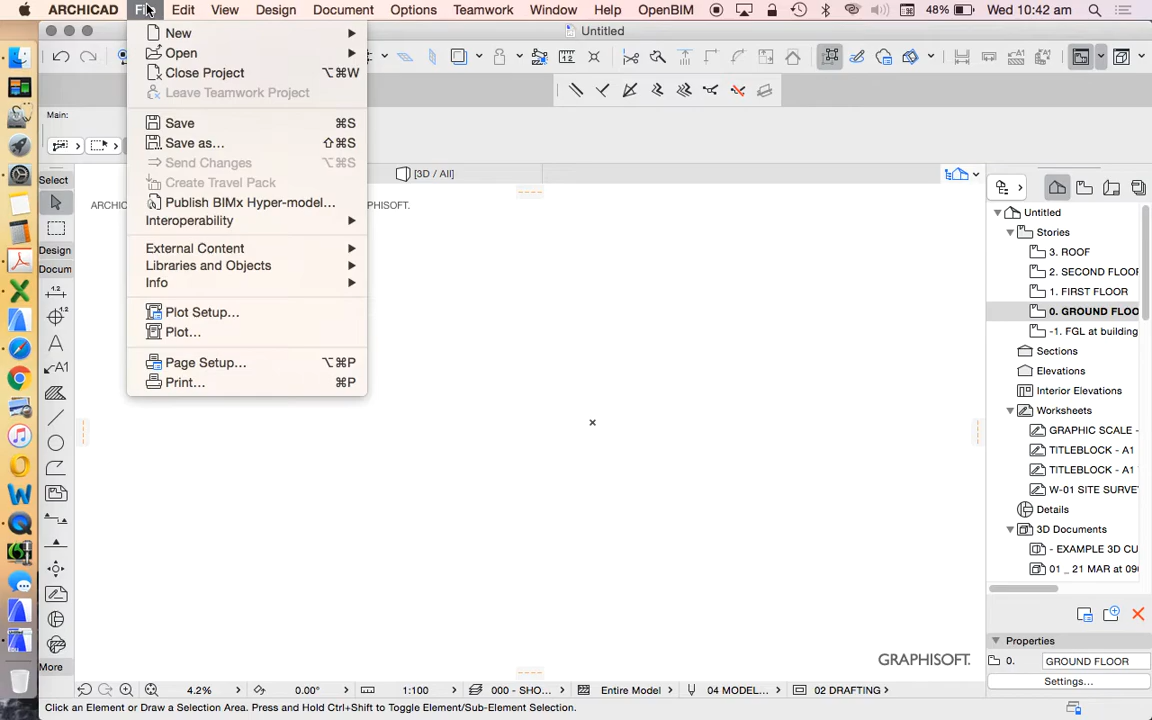 ARCHICAD File Edit View Design Document Options Teamwork Window Help OpenBIM 48% Wed 10:42 am
Untitled
New
Open
Close Project ⌥⌘W
Leave Teamwork Project
Main:
Save ⌘S
Save as... ⇧⌘S
Send Changes ⌥⌘S
Create Travel Pack
Publish BIMx Hyper-model...
Interoperability
External Content
Libraries and Objects
Info
Plot Setup...
Plot...
Page Setup... ⌥⌘P
Print... ⌘P
[3D / All]
Select
ARCHIC
PHISOFT.
Design
Docum
1.2
1.2
A
A1
More
Untitled
Stories
3. ROOF
2. SECOND FLOOR
1. FIRST FLOOR
0. GROUND FLOO
-1. FGL at building
Sections
Elevations
Interior Elevations
Worksheets
GRAPHIC SCALE -
TITLEBLOCK - A1
TITLEBLOCK - A1
W-01 SITE SURVE
Details
3D Documents
- EXAMPLE 3D CU
01 _ 21 MAR at 09
Properties
0. GROUND FLOOR
Settings...
GRAPHISOFT.
4.2% 0.00° 1:100 000 - SHO... Entire Model 04 MODEL... 02 DRAFTING
Click an Element or Draw a Selection Area. Press and Hold Ctrl+Shift to Toggle Element/Sub-Element Selection.